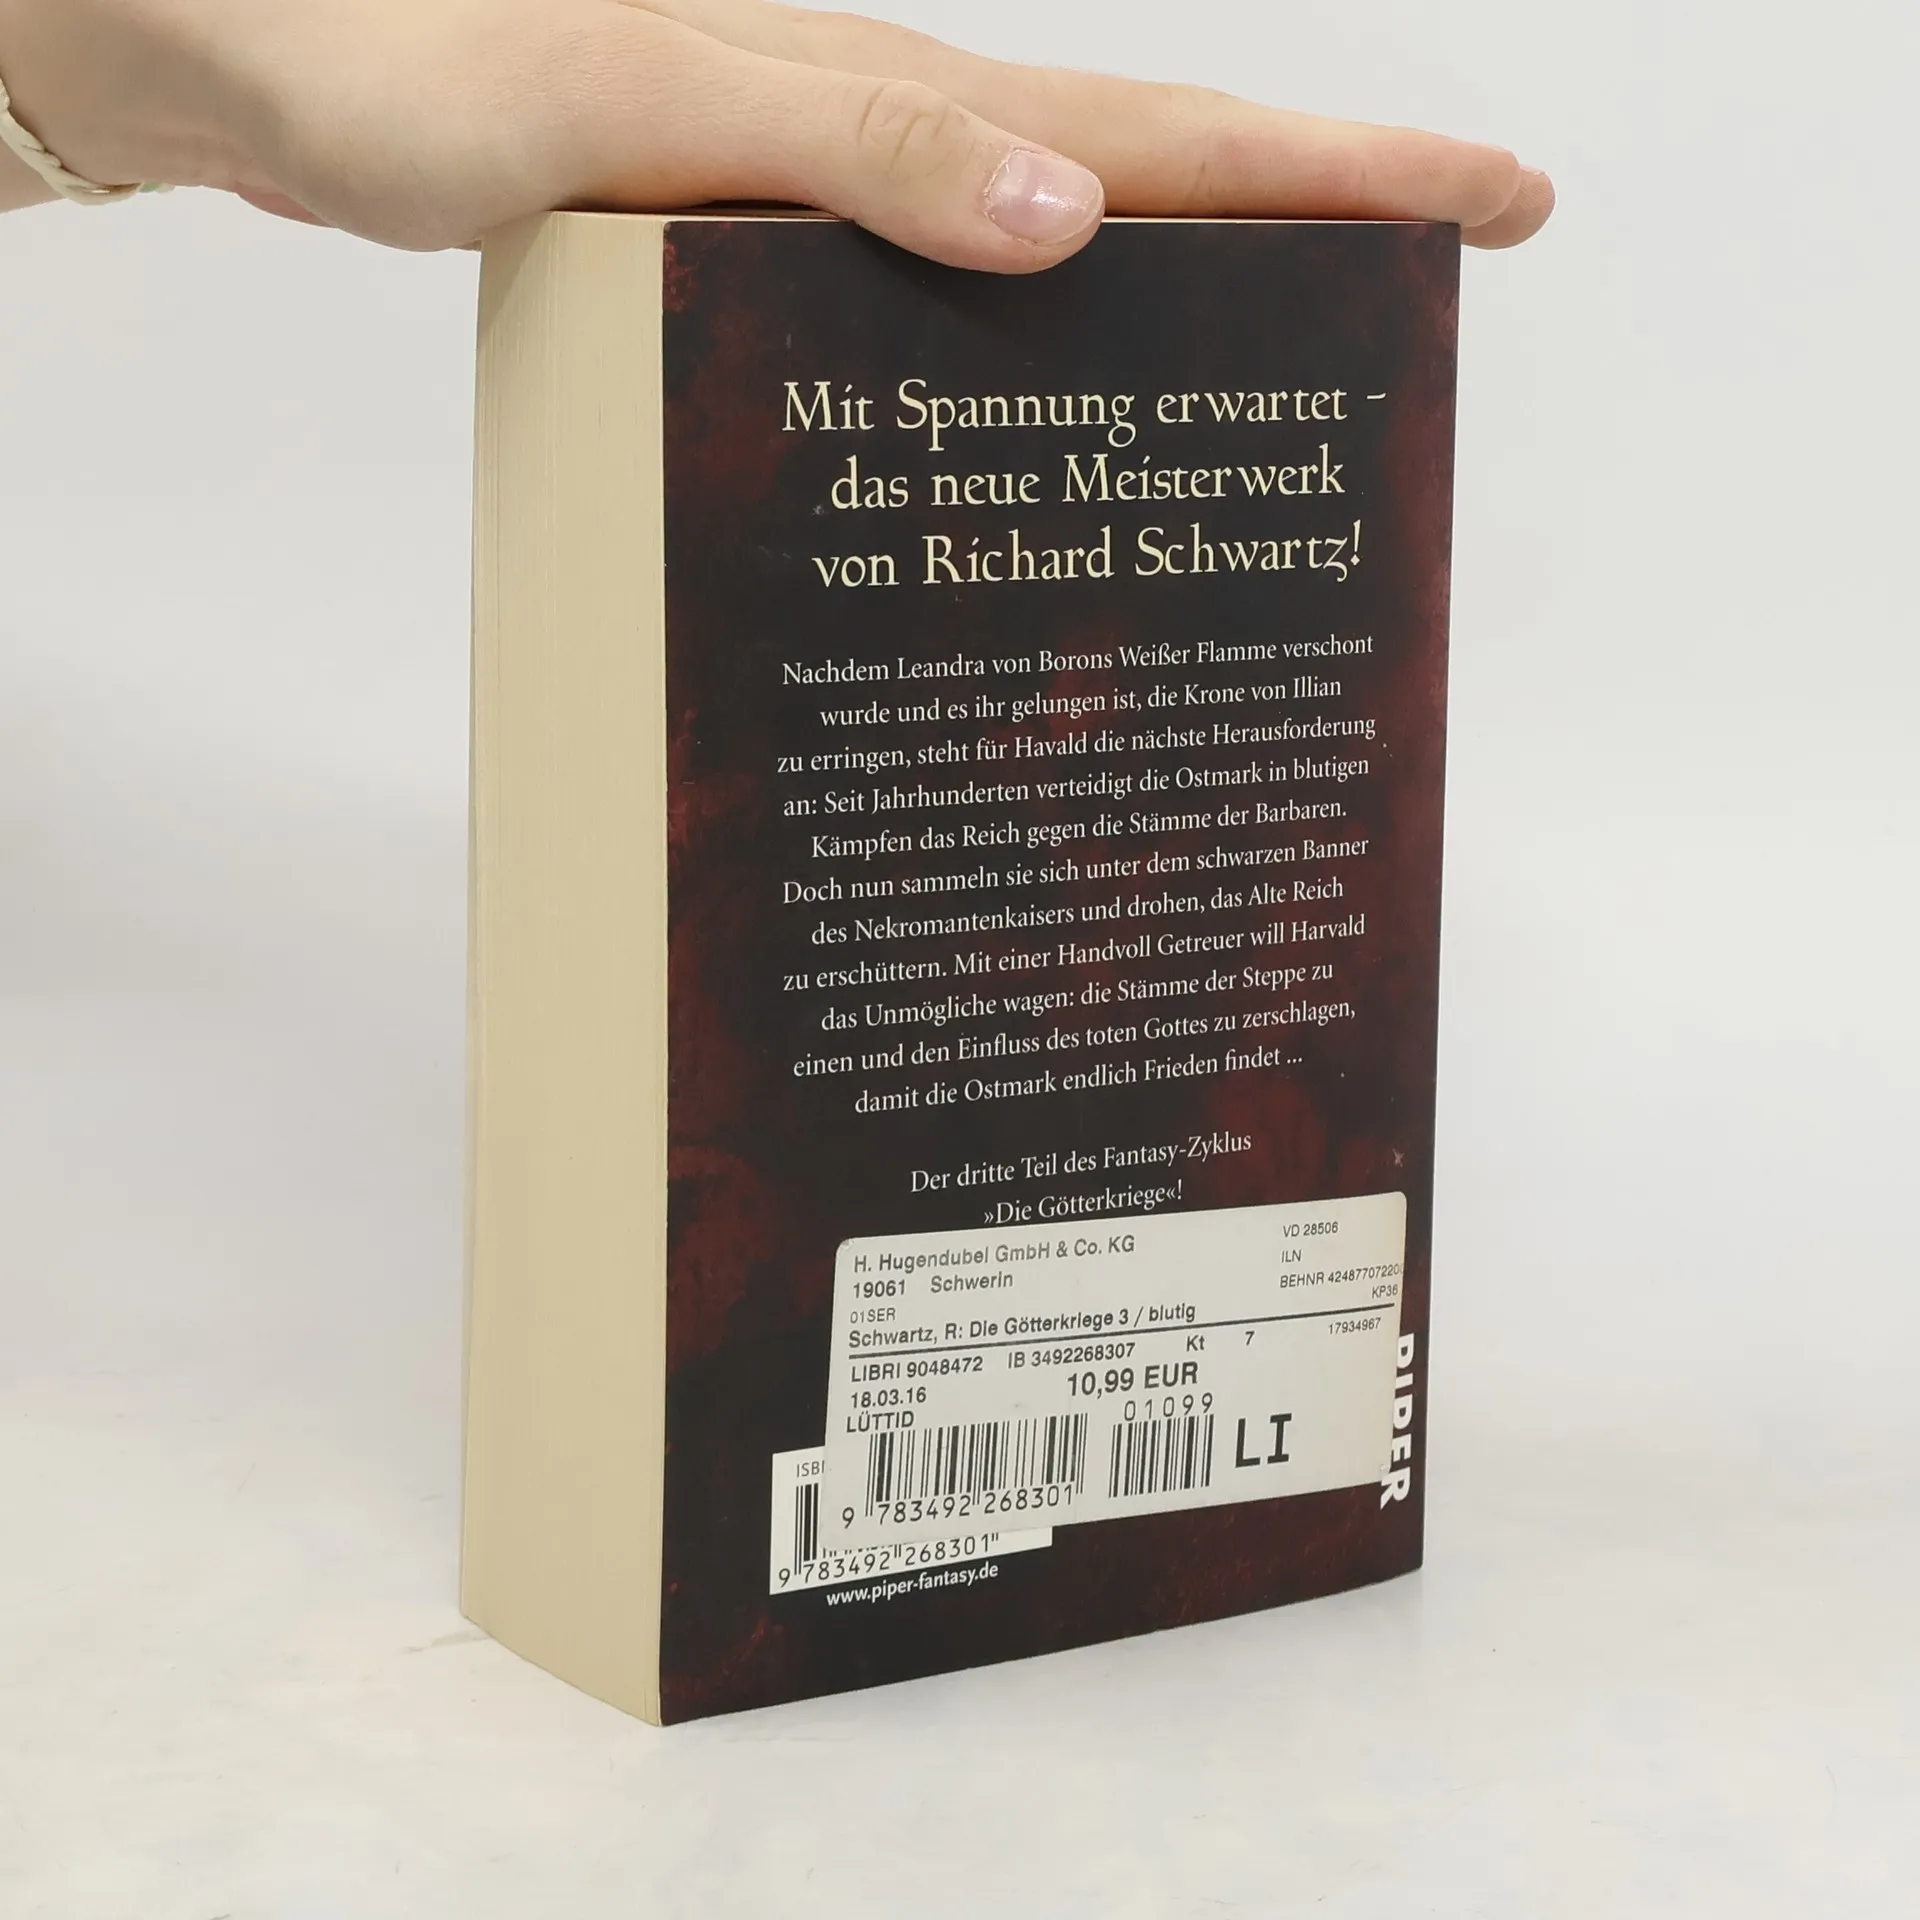 Mit Spannung erwartet –
das neue Meisterwerk
von Richard Schwartz!
Nachdem Leandra von Borons Weißer Flamme verschont
wurde und es ihr gelungen ist, die Krone von Illian
zu erringen, steht für Havald die nächste Herausforderung
an: Seit Jahrhunderten verteidigt die Ostmark in blutigen
Kämpfen das Reich gegen die Stämme der Barbaren.
Doch nun sammeln sie sich unter dem schwarzen Banner
des Nekromantenkaisers und drohen, das Alte Reich
zu erschüttern. Mit einer Handvoll Getreuer will Harvald
das Unmögliche wagen: die Stämme der Steppe zu
einen und den Einfluss des toten Gottes zu zerschlagen,
damit die Ostmark endlich Frieden findet ...
Der dritte Teil des Fantasy-Zyklus
»Die Götterkriege«!
H. Hugendubel GmbH & Co. KG
VD 28506
19061 Schwerin
ILN
BEHNR 42487707220
01SER
KP36
Schwartz, R: Die Götterkriege 3 / blutig
17934967
LIBRI 9048472 IB 3492268307 Kt 7
18.03.16 10,99 EUR
LÜTTID
01099
LI
9 783492 268301
ISB
9 783492 268301
www.piper-fantasy.de
PIPER